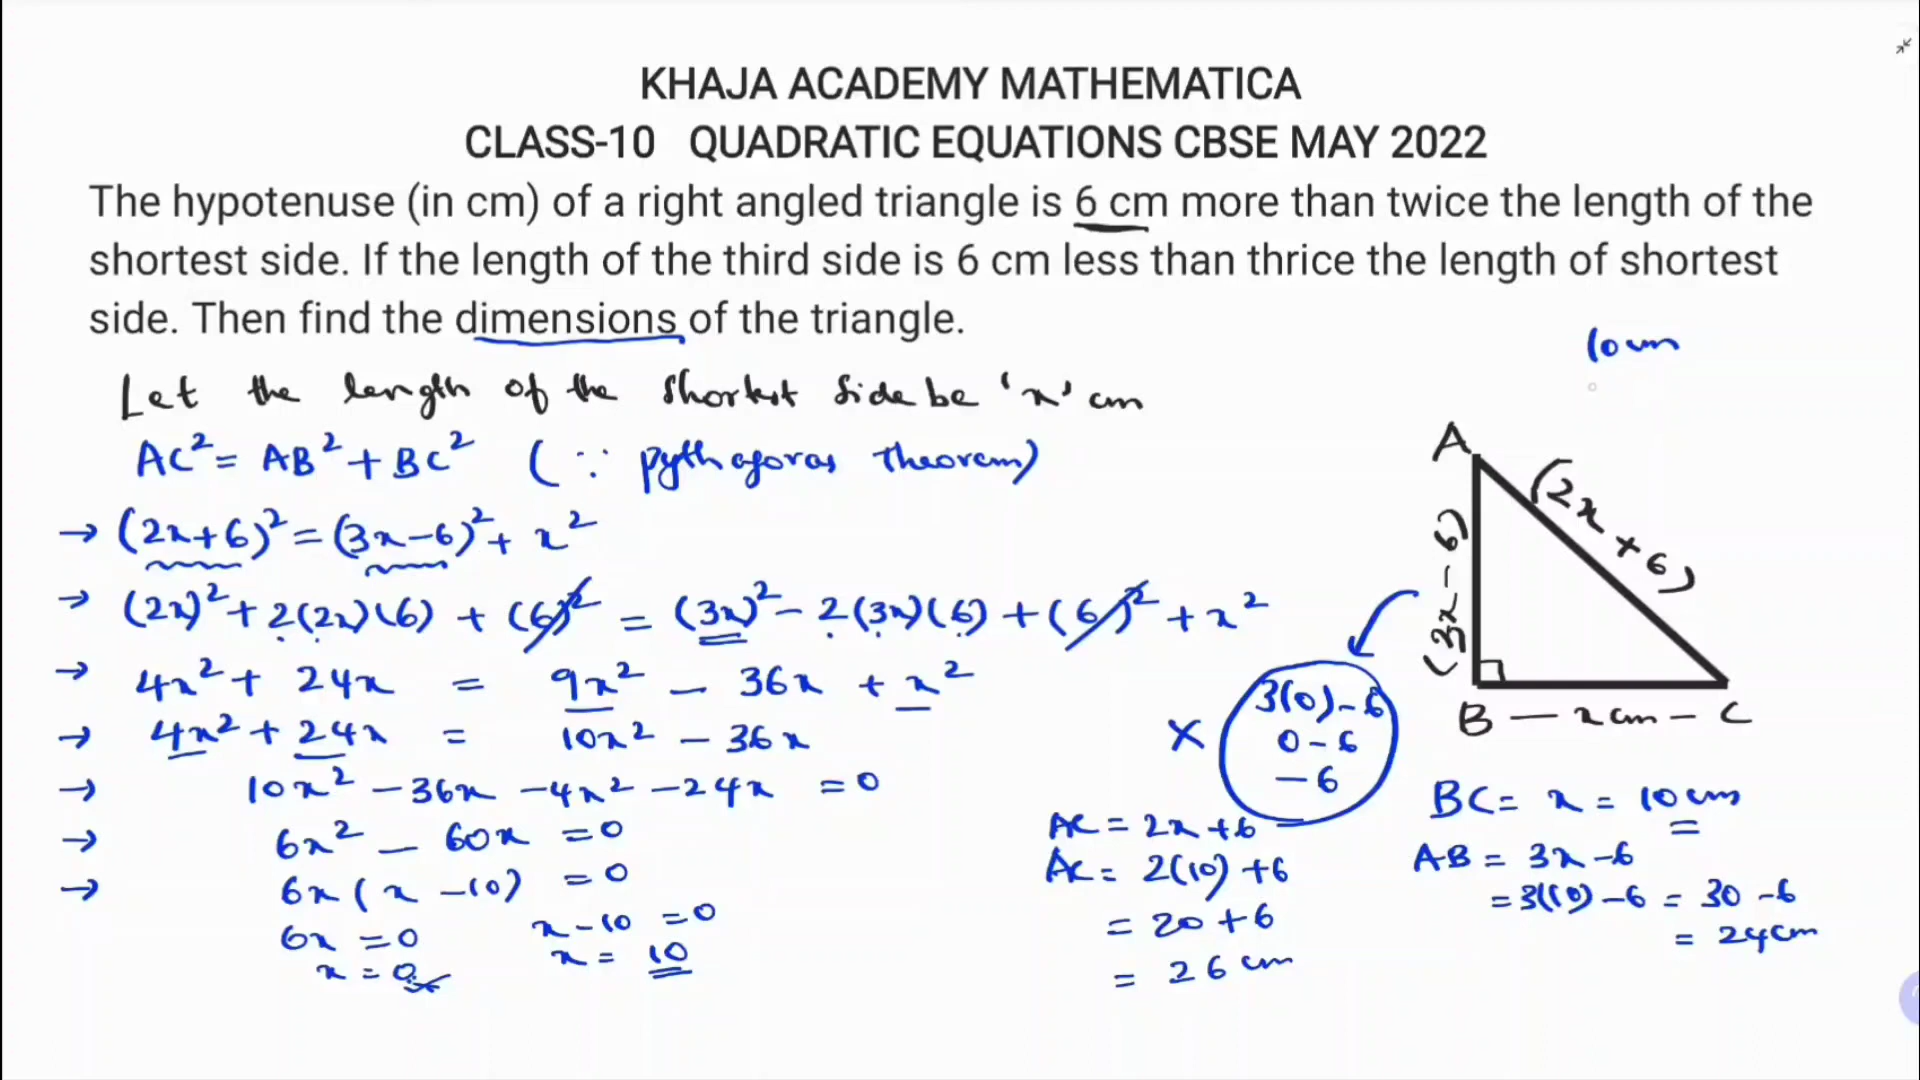 KHAJA ACADEMY MATHEMATICA
CLASS-10 QUADRATIC EQUATIONS CBSE MAY 2022
The hypotenuse (in cm) of a right angled triangle is 6 cm more than twice the length of the
shortest side. If the length of the third side is 6 cm less than thrice the length of shortest
side. Then find the dimensions of the triangle.
10 cm
Let the length of the shortest side be 'x' cm
AC² = AB² + BC² (∵ pythagoras Theorem)
→ (2x+6)² = (3x-6)² + x²
→ (2x)² + 2(2x)(6) + (6)² = (3x)² - 2(3x)(6) + (6)² + x²
→ 4x² + 24x = 9x² - 36x + x²
→ 4x² + 24x = 10x² - 36x
→ 10x² - 36x - 4x² - 24x = 0
→ 6x² - 60x = 0
→ 6x(x - 10) = 0
6x = 0
x = 0
x - 10 = 0
x = 10
×
3(0) - 6
0 - 6
- 6
AC = 2x + 6
AC = 2(10) + 6
= 20 + 6
= 26 cm
A
(2x + 6)
(3x - 6)
B — x cm — C
BC = x = 10 cm
AB = 3x - 6
= 3(10) - 6 = 30 - 6
= 24 cm